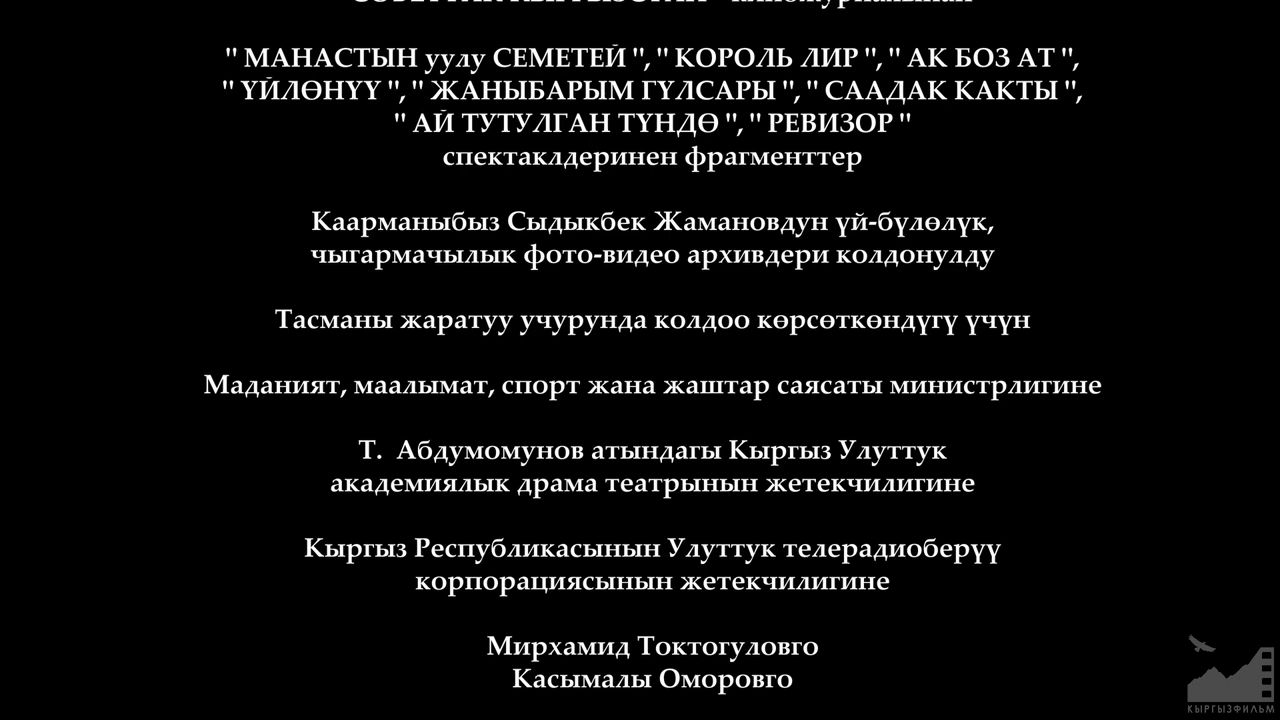 " МАНАСТЫН уулу СЕМЕТЕЙ ", " КОРОЛЬ ЛИР ", " АК БОЗ АТ ",
" ҮЙЛӨНҮҮ ", " ЖАНЫБАРЫМ ГҮЛСАРЫ ", " СААДАК КАКТЫ ",
" АЙ ТУТУЛГАН ТҮНДӨ ", " РЕВИЗОР "
спектаклдеринен фрагменттер
Каарманыбыз Сыдыкбек Жамановдун үй-бүлөлүк,
чыгармачылык фото-видео архивдери колдонулду
Тасманы жаратуу учурунда колдоо көрсөткөндүгү үчүн
Маданият, маалымат, спорт жана жаштар саясаты министрлигине
Т. Абдумомунов атындагы Кыргыз Улуттук
академиялык драма театрынын жетекчилигине
Кыргыз Республикасынын Улуттук телерадиоберүү
корпорациясынын жетекчилигине
Мирхамид Токтогуловго
Касымалы Оморовго
КЫРГЫЗФИЛЬМ